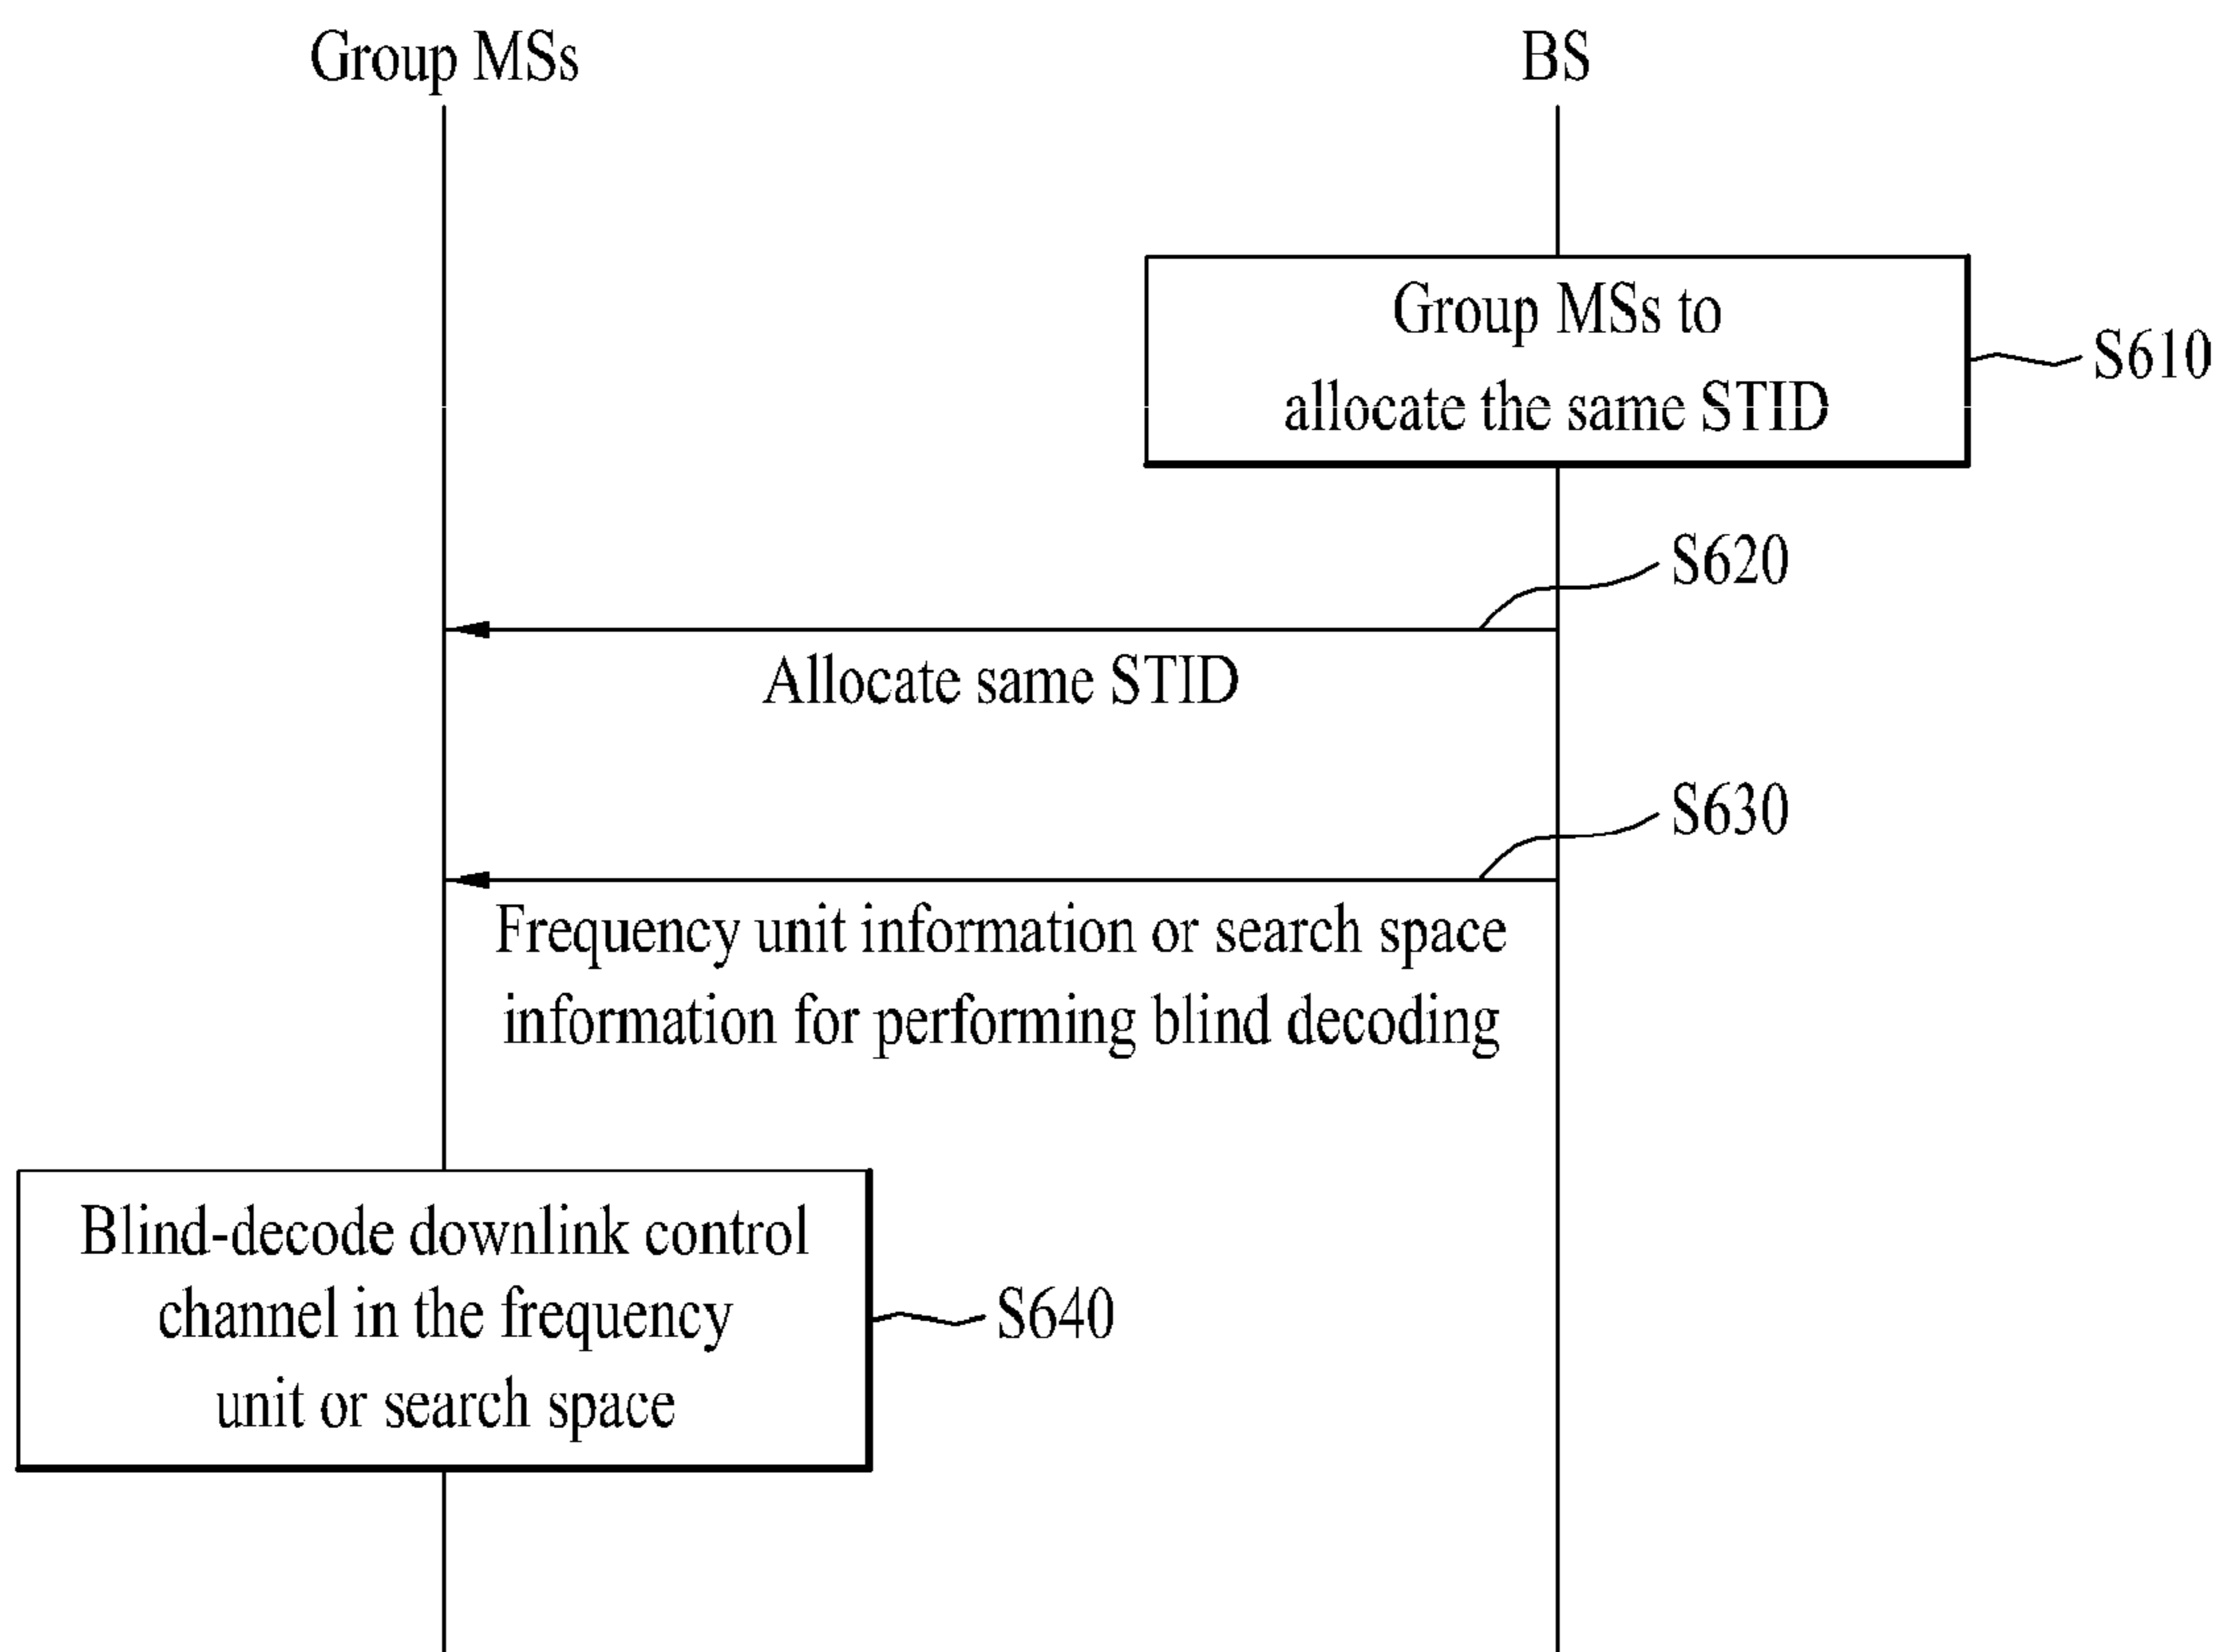 Group MSs
BS
Group MSs to
allocate the same STID
S610
S620
Allocate same STID
S630
Frequency unit information or search space
information for performing blind decoding
Blind-decode downlink control
channel in the frequency
unit or search space
S640